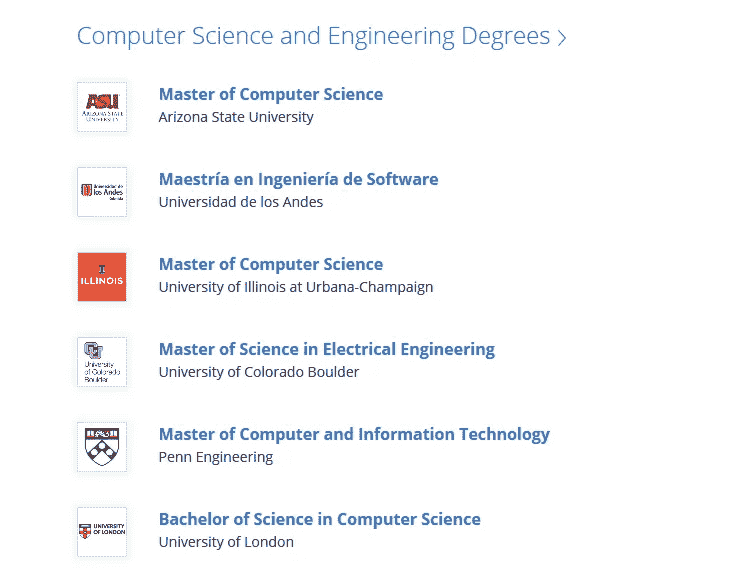 Computer Science and Engineering Degrees >
ASU
ARIZONA STATE
UNIVERSITY
Master of Computer Science
Arizona State University
Universidad de
los Andes
Colombia
Maestría en Ingeniería de Software
Universidad de los Andes
I
ILLINOIS
Master of Computer Science
University of Illinois at Urbana-Champaign
CU
University
of Colorado
Boulder
Master of Science in Electrical Engineering
University of Colorado Boulder
Master of Computer and Information Technology
Penn Engineering
UNIVERSITY
OF LONDON
Bachelor of Science in Computer Science
University of London